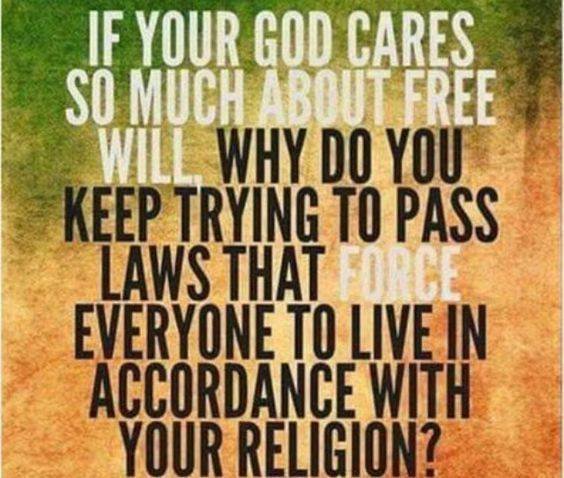 IF YOUR GOD CARES
SO MUCH ABOUT FREE
WILL, WHY DO YOU
KEEP TRYING TO PASS
LAWS THAT FORCE
EVERYONE TO LIVE IN
ACCORDANCE WITH
YOUR RELIGION?